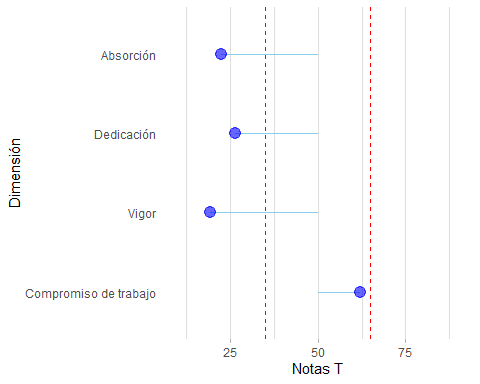 Absorción
Dedicación
Vigor
Compromiso de trabajo
Dimensión
25 50 75
Notas T